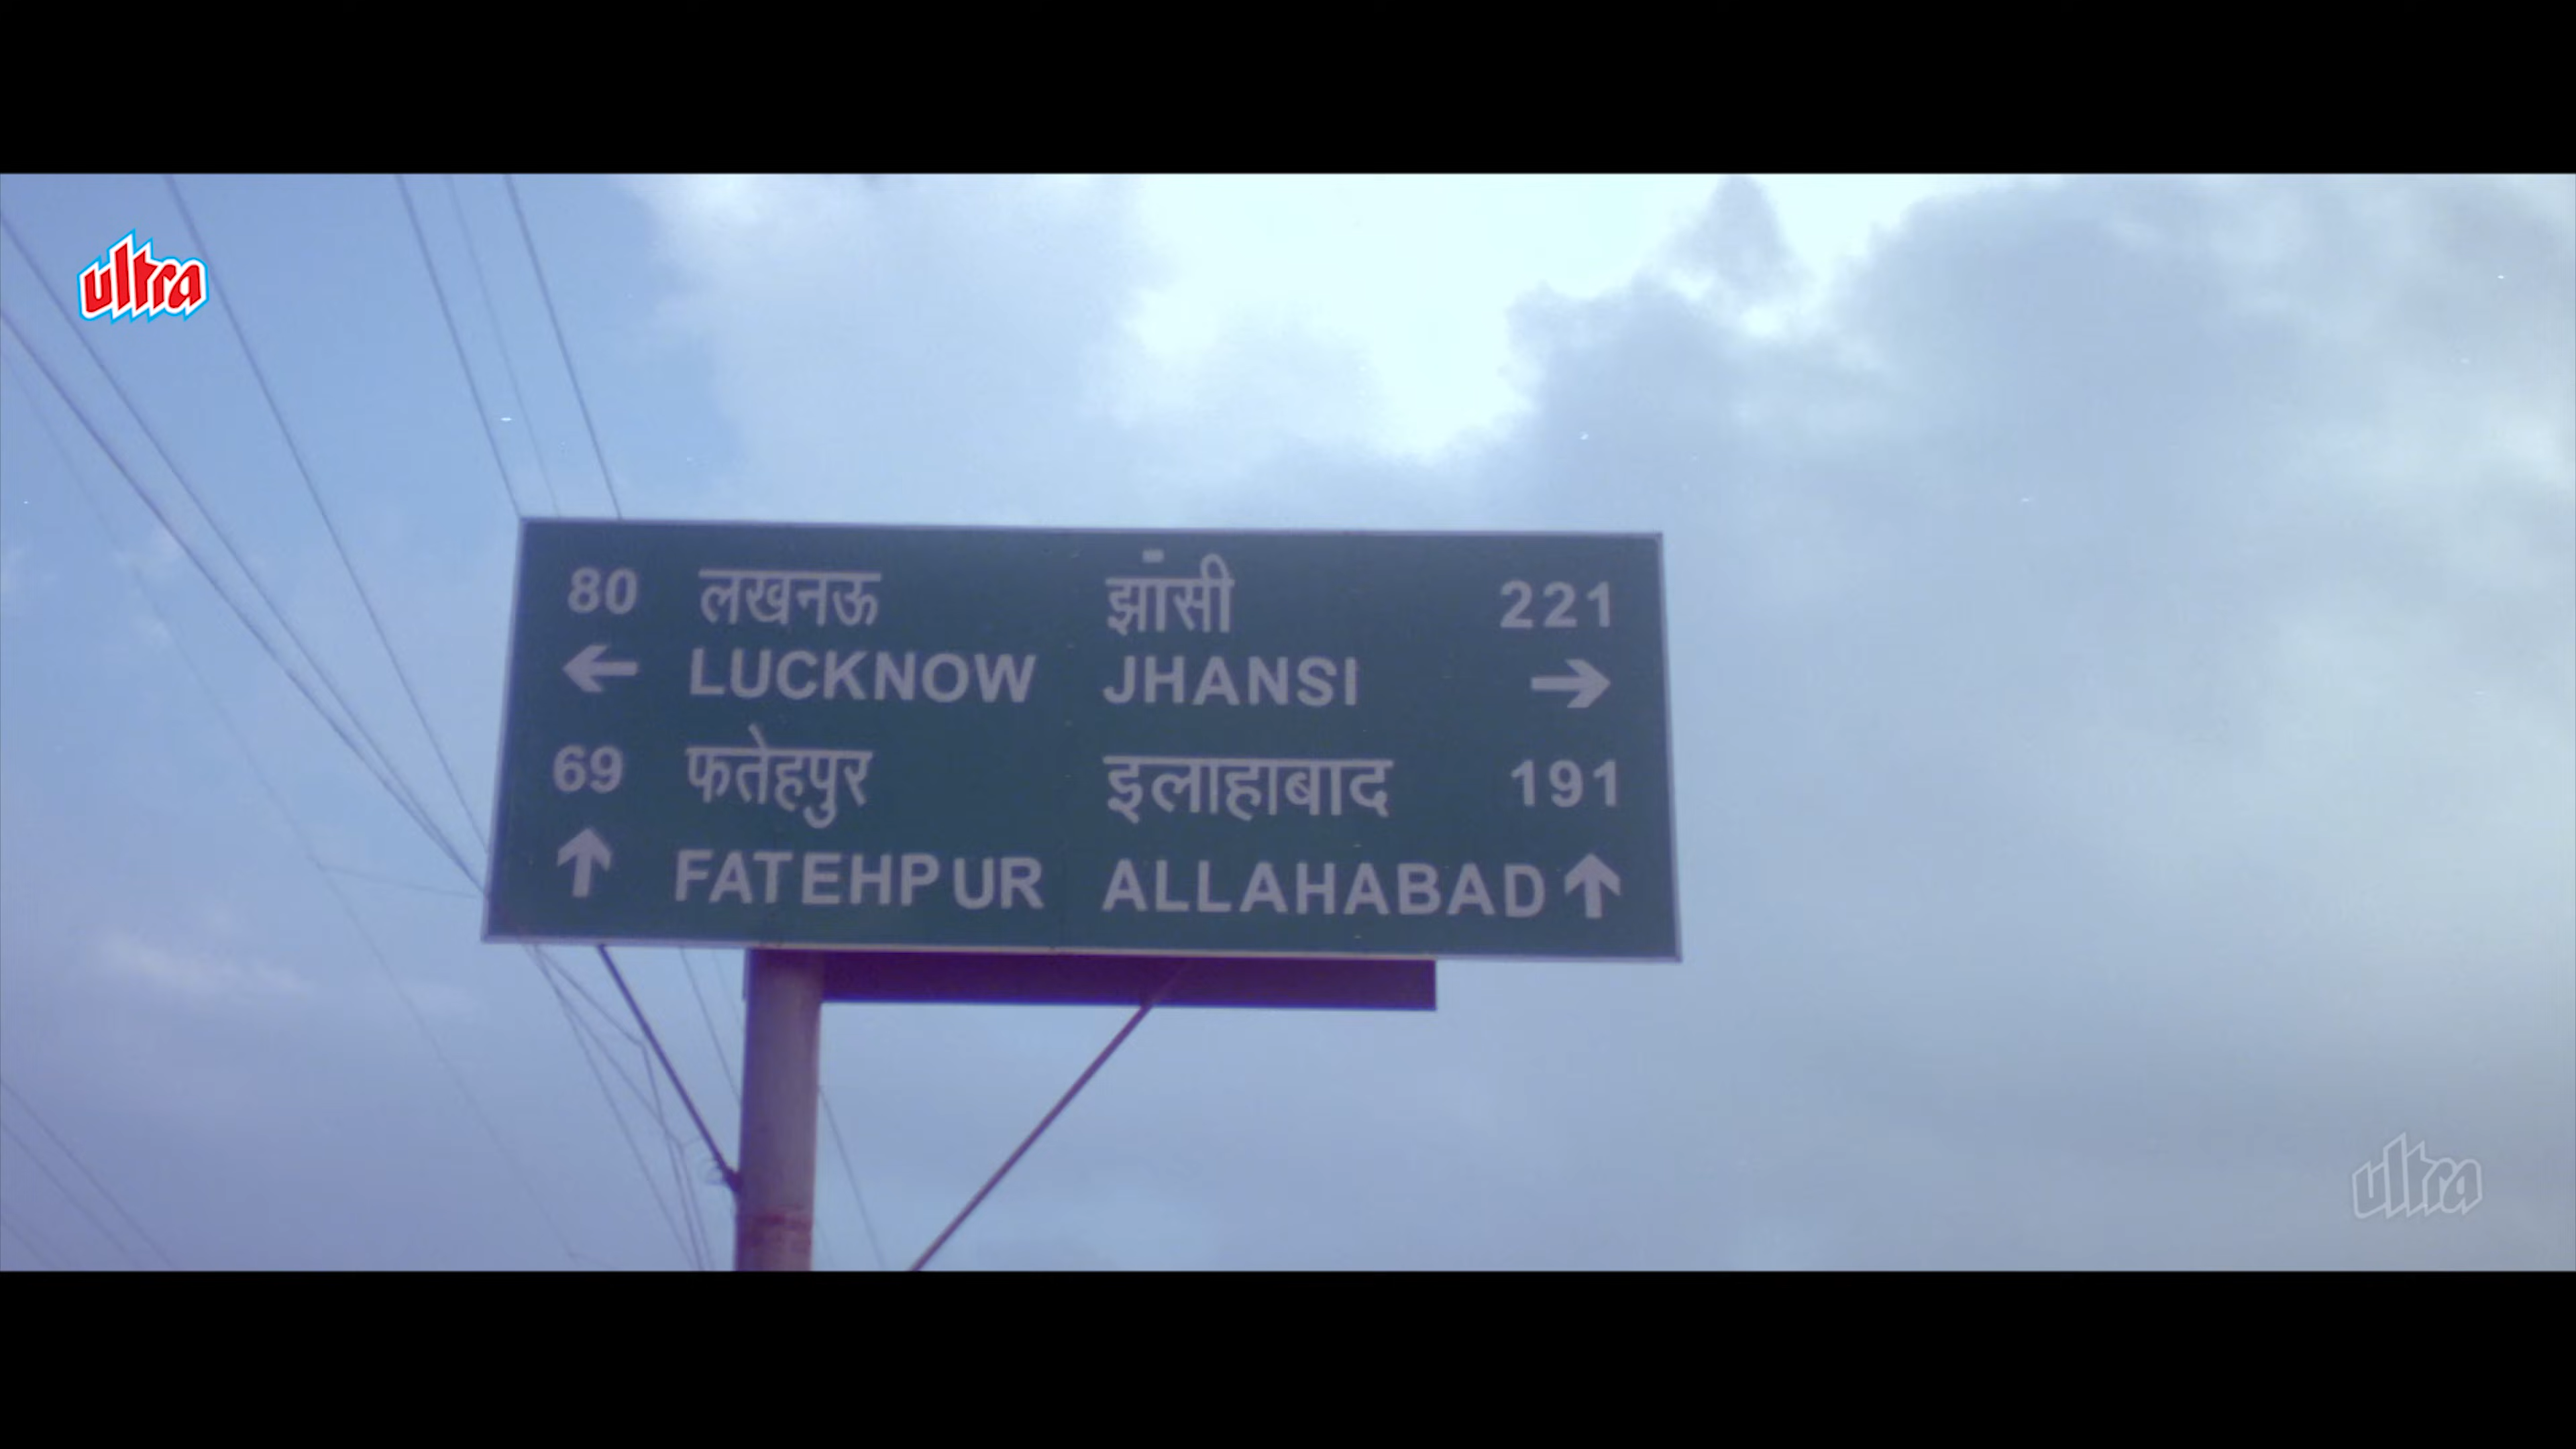 ultra
80 लखनऊ झांसी 221
← LUCKNOW JHANSI →
69 फतेहपुर इलाहाबाद 191
↑ FATEHPUR ALLAHABAD ↑
ultra